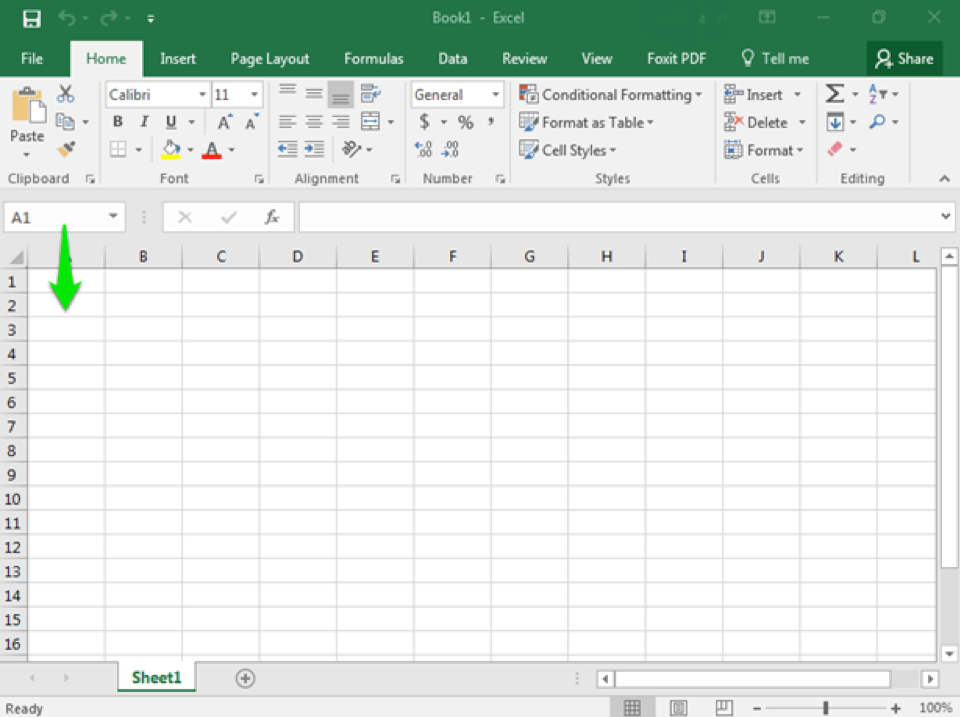 Book1 - Excel
File Home Insert Page Layout Formulas Data Review View Foxit PDF Tell me Share
Calibri 11 General Conditional Formatting Insert
Paste B I U A A $ % , Format as Table Delete
A .00 .00 Cell Styles Format
Clipboard Font Alignment Number Styles Cells Editing
A1 fx
B C D E F G H I J K L
1
2
3
4
5
6
7
8
9
10
11
12
13
14
15
16
Sheet1
Ready 100%